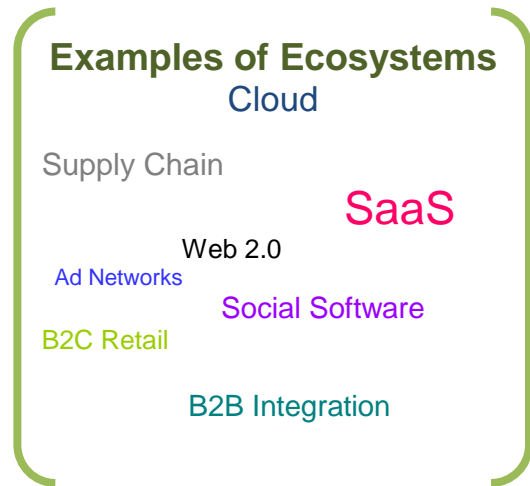 Examples of Ecosystems
Cloud
Supply Chain
SaaS
Web 2.0
Ad Networks
Social Software
B2C Retail
B2B Integration